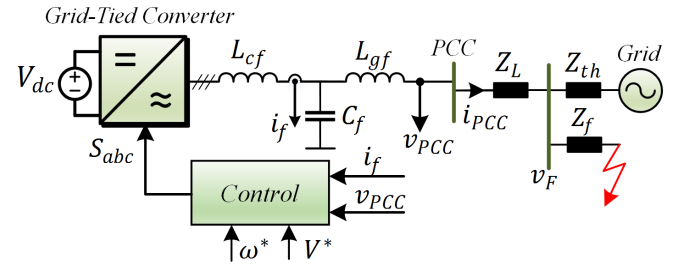 Grid-Tied Converter
V_dc
=
≈
L_cf
L_gf
PCC
Z_L
Z_th
Grid
i_f
C_f
v_PCC
i_PCC
v_F
Z_f
S_abc
Control
i_f
v_PCC
ω*
V*